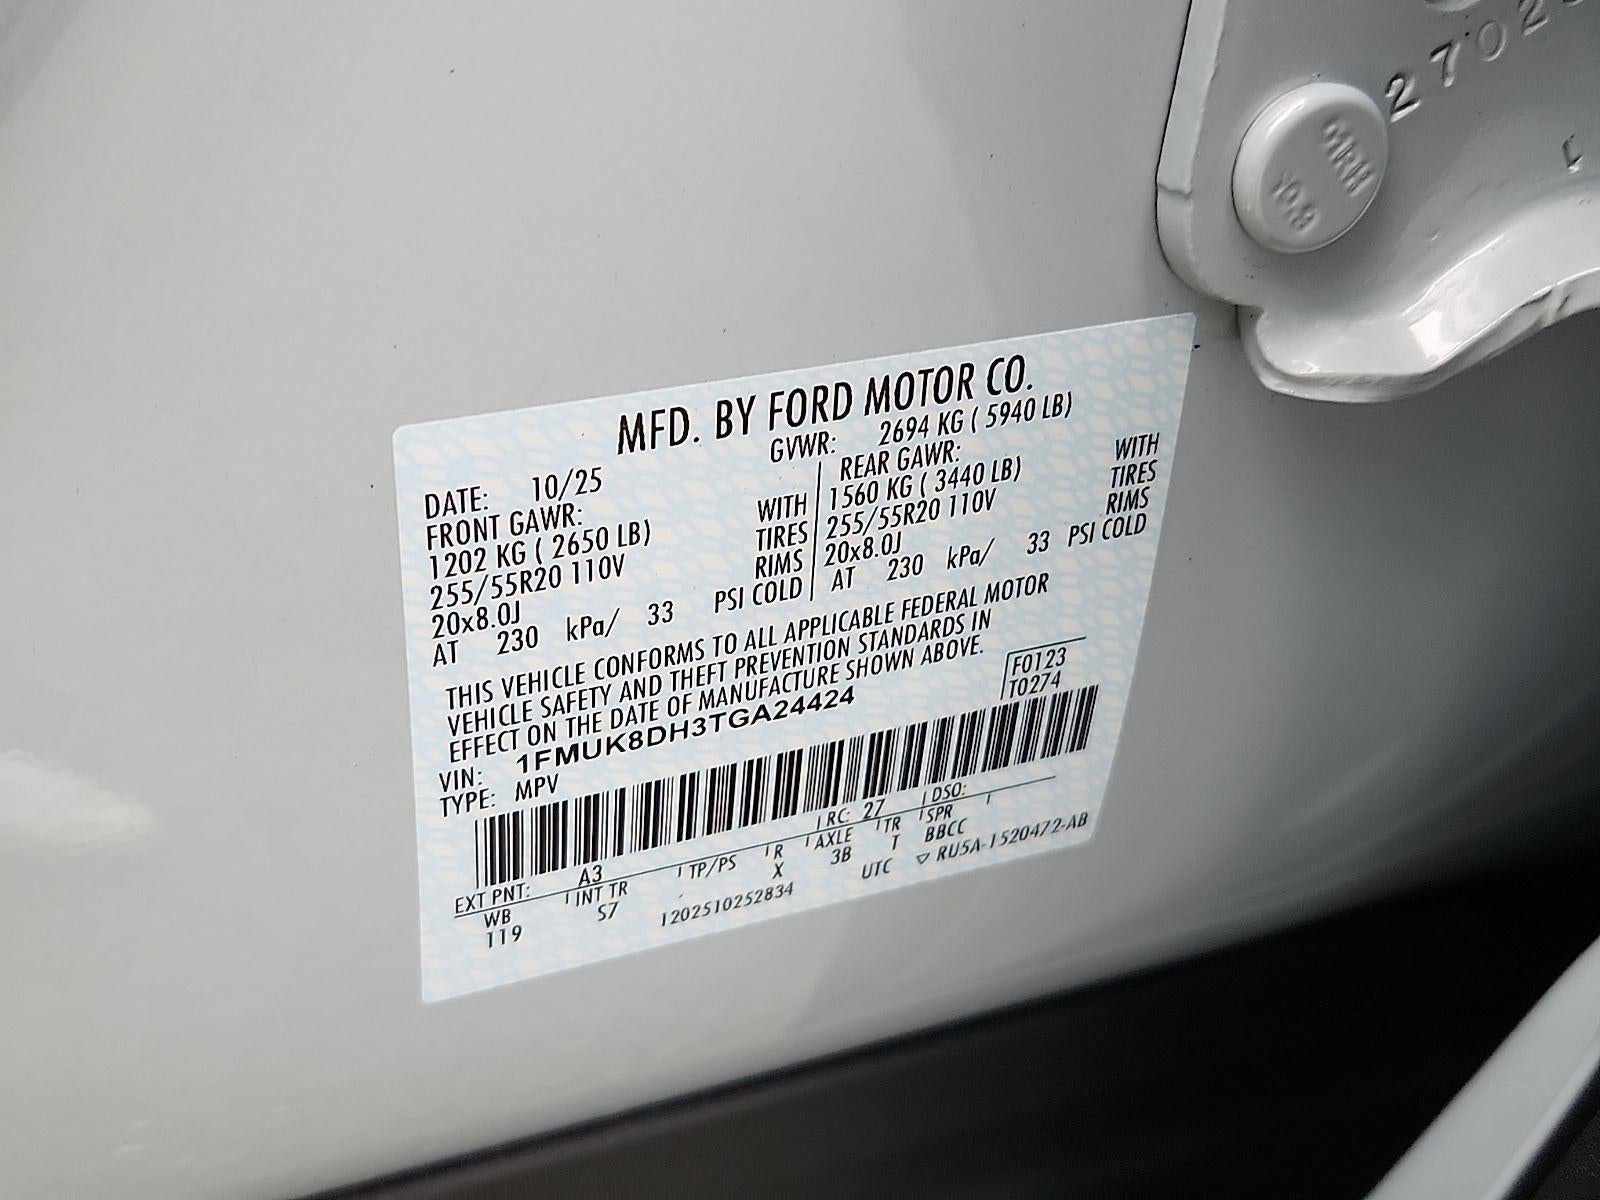 2702
MRH
10.9
MFD. BY FORD MOTOR CO.
DATE: 10/25 GVWR: 2694 KG ( 5940 LB)
FRONT GAWR: WITH REAR GAWR: WITH
1202 KG ( 2650 LB) TIRES 1560 KG ( 3440 LB) TIRES
255/55R20 110V RIMS 255/55R20 110V RIMS
20x8.0J 20x8.0J
AT 230 kPa/ 33 PSI COLD AT 230 kPa/ 33 PSI COLD
THIS VEHICLE CONFORMS TO ALL APPLICABLE FEDERAL MOTOR
VEHICLE SAFETY AND THEFT PREVENTION STANDARDS IN
EFFECT ON THE DATE OF MANUFACTURE SHOWN ABOVE.
F0123
T0274
VIN: 1FMUK8DH3TGA24424
TYPE: MPV
EXT PNT: A3 RC: 27 DSO:
WB INT TR TP/PS R AXLE TR SPR
119 S7 X 3B T BBCC
1202510252834 UTC ▽ RU5A-1520472-AB